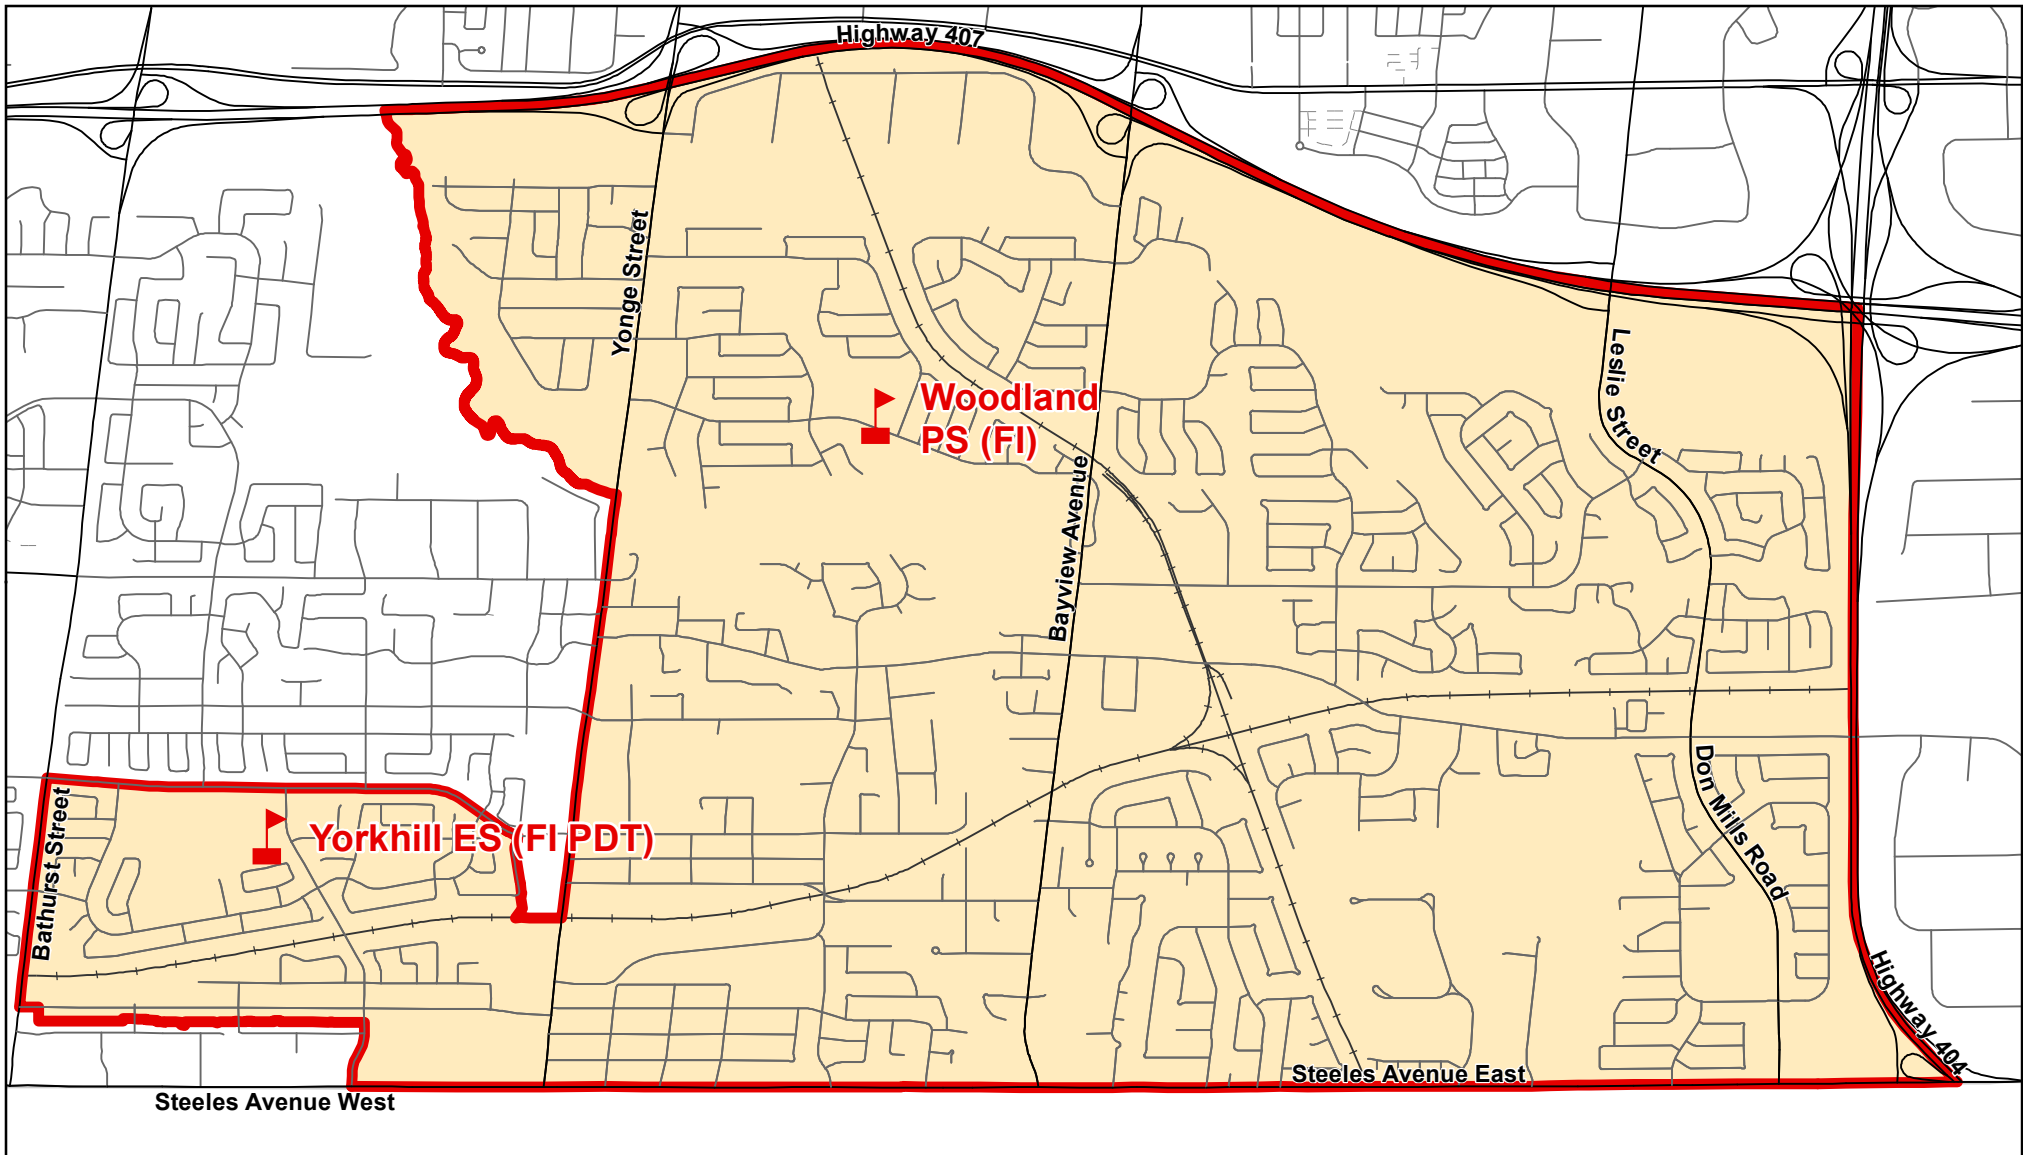 Highway 407
Yonge Street
Leslie Street
Woodland
PS (FI)
Bayview Avenue
Don Mills Road
Bathurst Street
Yorkhill ES (FI PDT)
Highway 404
Steeles Avenue East
Steeles Avenue West